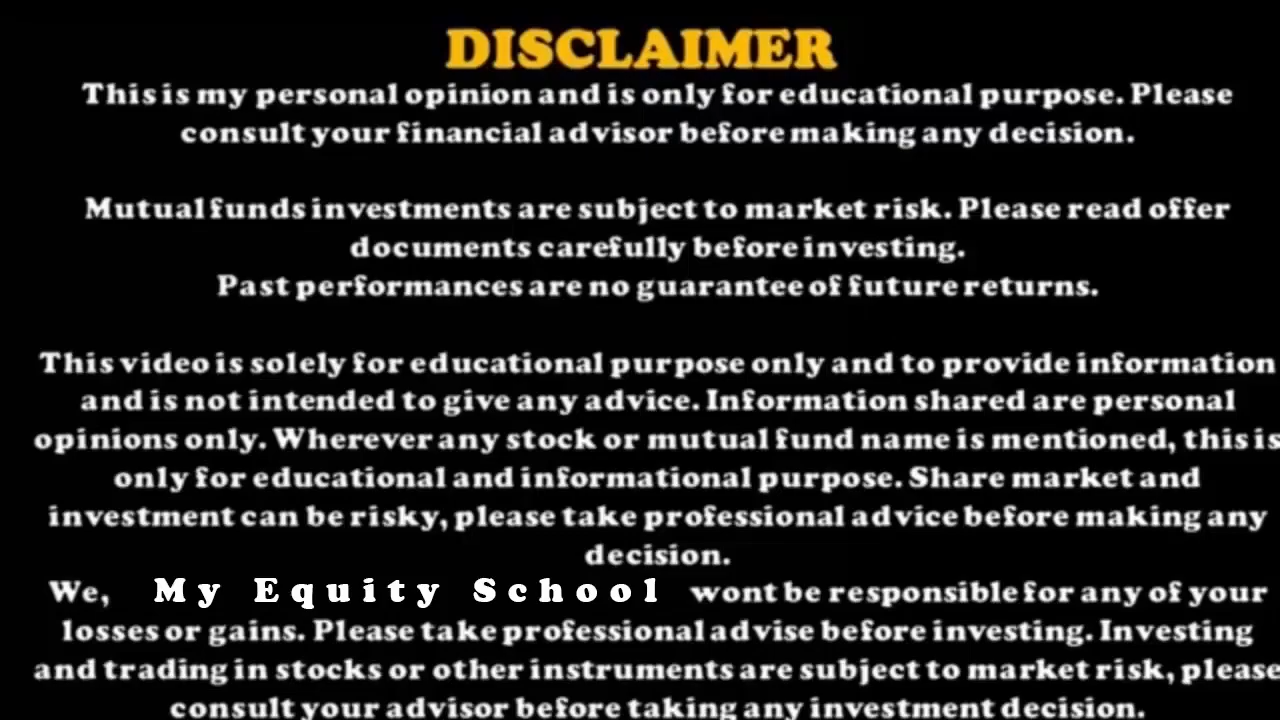 DISCLAIMER
This is my personal opinion and is only for educational purpose. Please
consult your financial advisor before making any decision.
Mutual funds investments are subject to market risk. Please read offer
documents carefully before investing.
Past performances are no guarantee of future returns.
This video is solely for educational purpose only and to provide information
and is not intended to give any advice. Information shared are personal
opinions only. Wherever any stock or mutual fund name is mentioned, this is
only for educational and informational purpose. Share market and
investment can be risky, please take professional advice before making any
decision.
We, My Equity School wont be responsible for any of your
losses or gains. Please take professional advise before investing. Investing
and trading in stocks or other instruments are subject to market risk, please
consult your advisor before taking any investment decision.